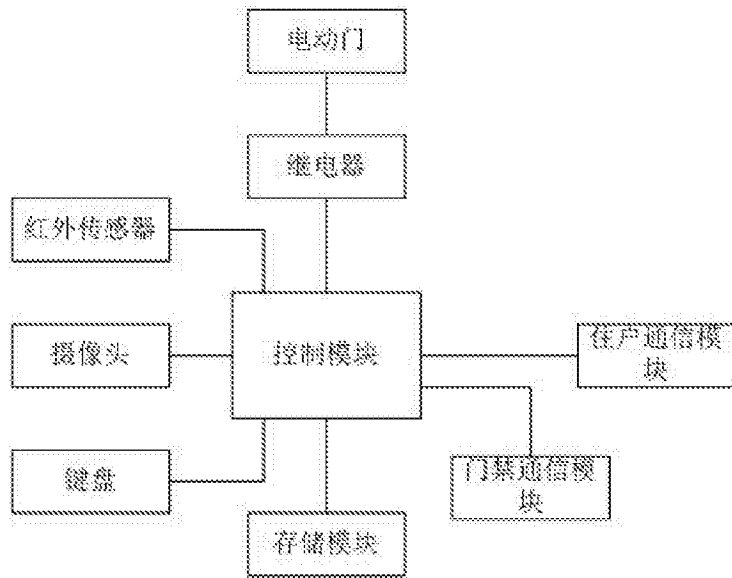 电动门
继电器
红外传感器
摄像头
控制模块
住户通信模
块
键盘
门禁通信模
块
存储模块